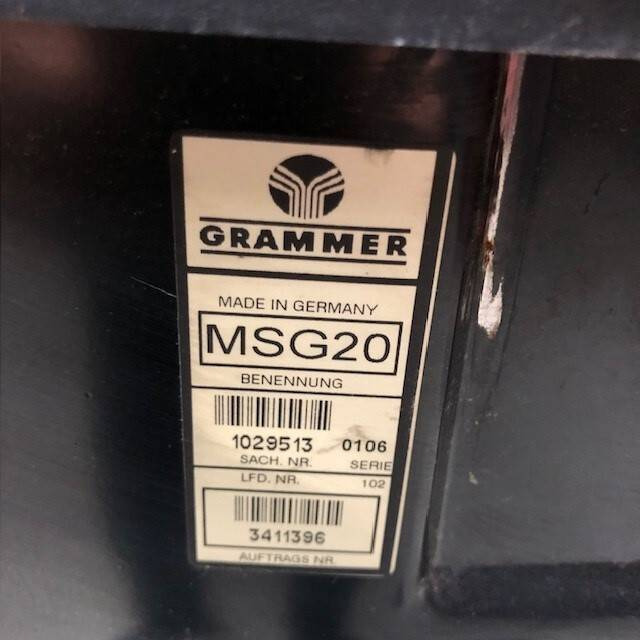 GRAMMER
MADE IN GERMANY
MSG20
BENENNUNG
1029513 0106
SACH. NR. SERIE
LFD. NR. 102
3411396
AUFTRAGS NR